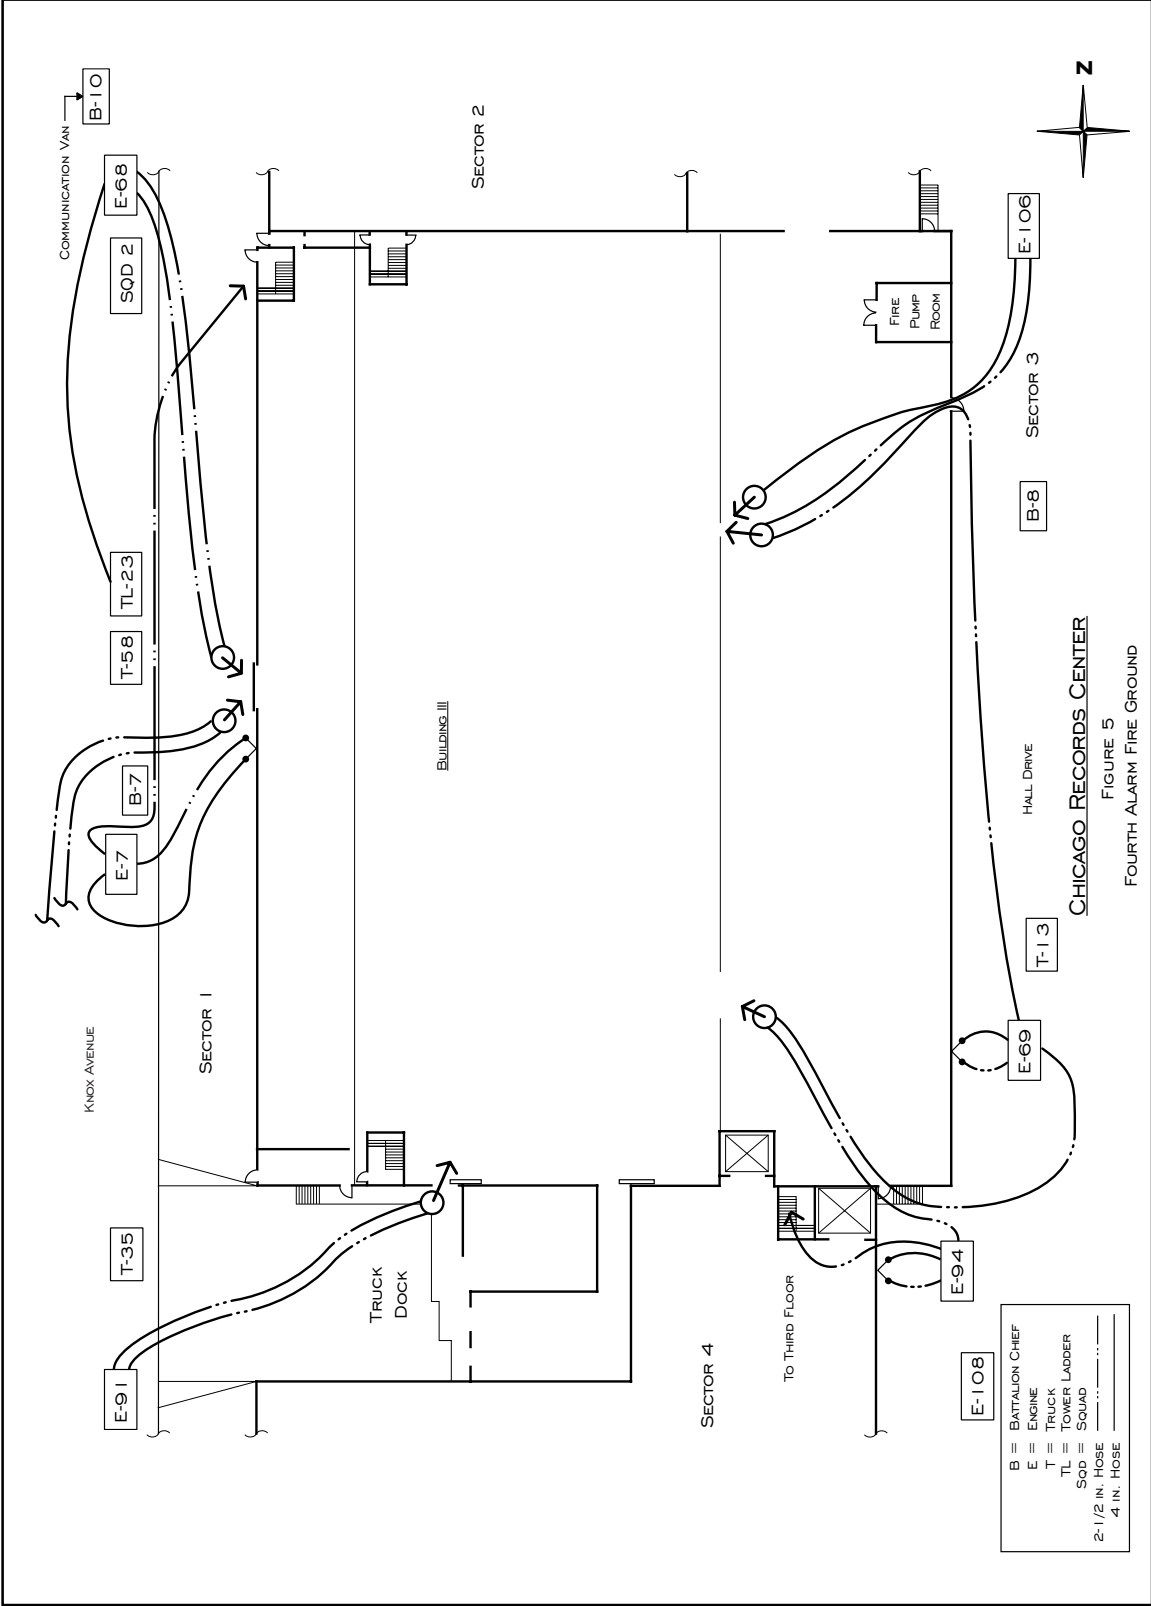 COMMUNICATION VAN
B-10
E-68
SQD 2
TL-23
T-58
B-7
E-7
T-35
E-91
KNOX AVENUE
SECTOR 1
SECTOR 2
BUILDING III
TRUCK
DOCK
FIRE
PUMP
ROOM
E-106
SECTOR 3
B-8
HALL DRIVE
T-13
E-69
E-94
E-108
SECTOR 4
TO THIRD FLOOR
N
B = BATTALION CHIEF
E = ENGINE
T = TRUCK
TL = TOWER LADDER
SQD = SQUAD
2-1/2 IN. HOSE
4 IN. HOSE
CHICAGO RECORDS CENTER
FIGURE 5
FOURTH ALARM FIRE GROUND